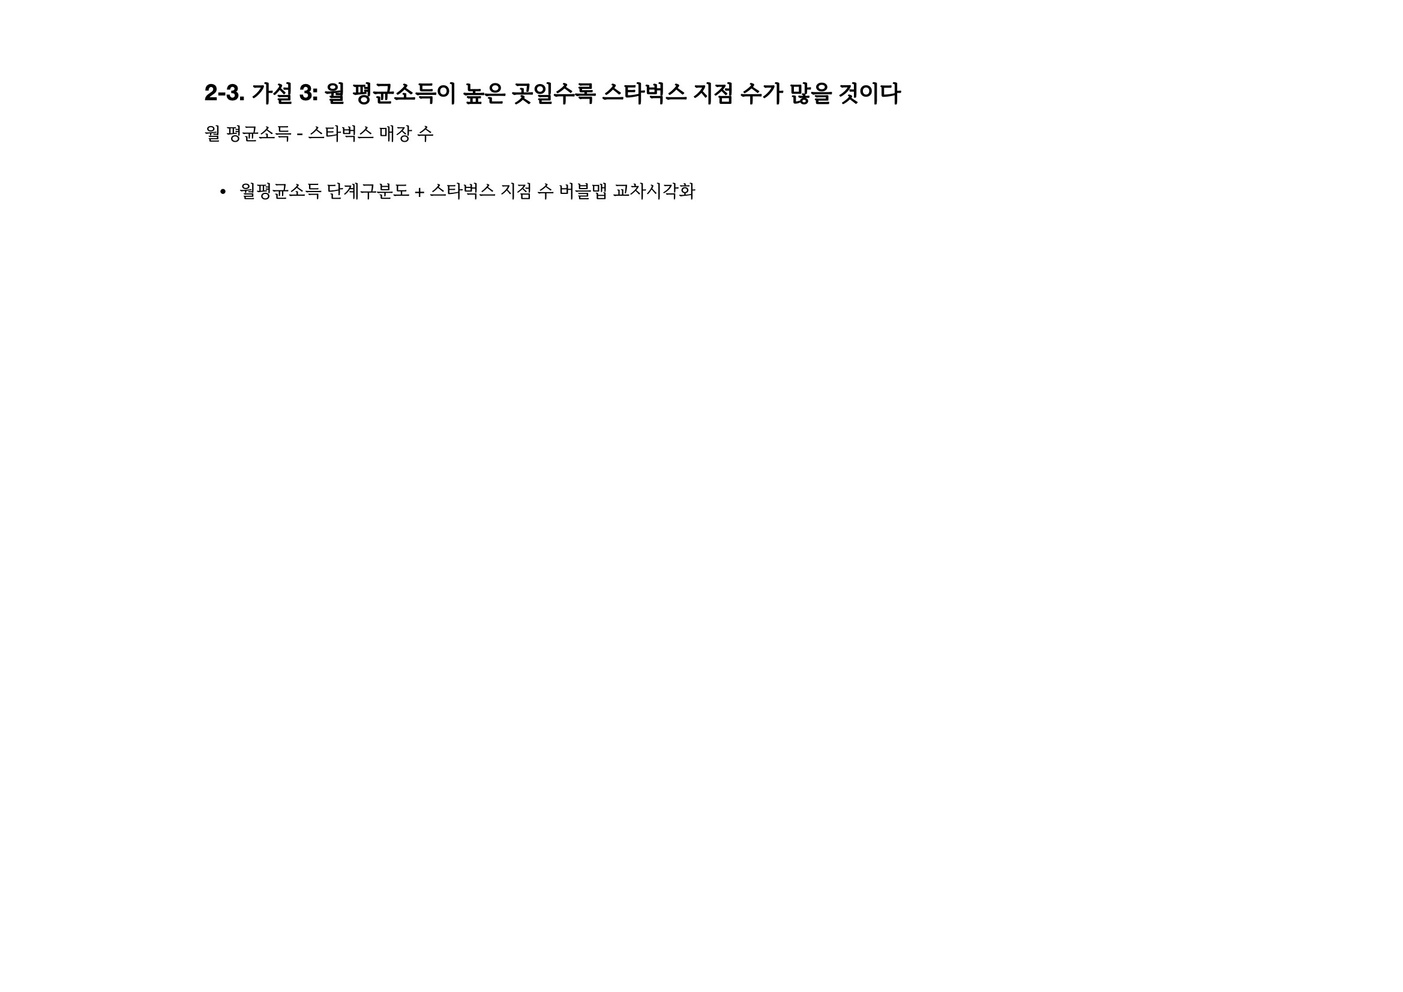 2-3. 가설 3: 월 평균소득이 높은 곳일수록 스타벅스 지점 수가 많을 것이다
월 평균소득 - 스타벅스 매장 수
• 월평균소득 단계구분도 + 스타벅스 지점 수 버블맵 교차시각화